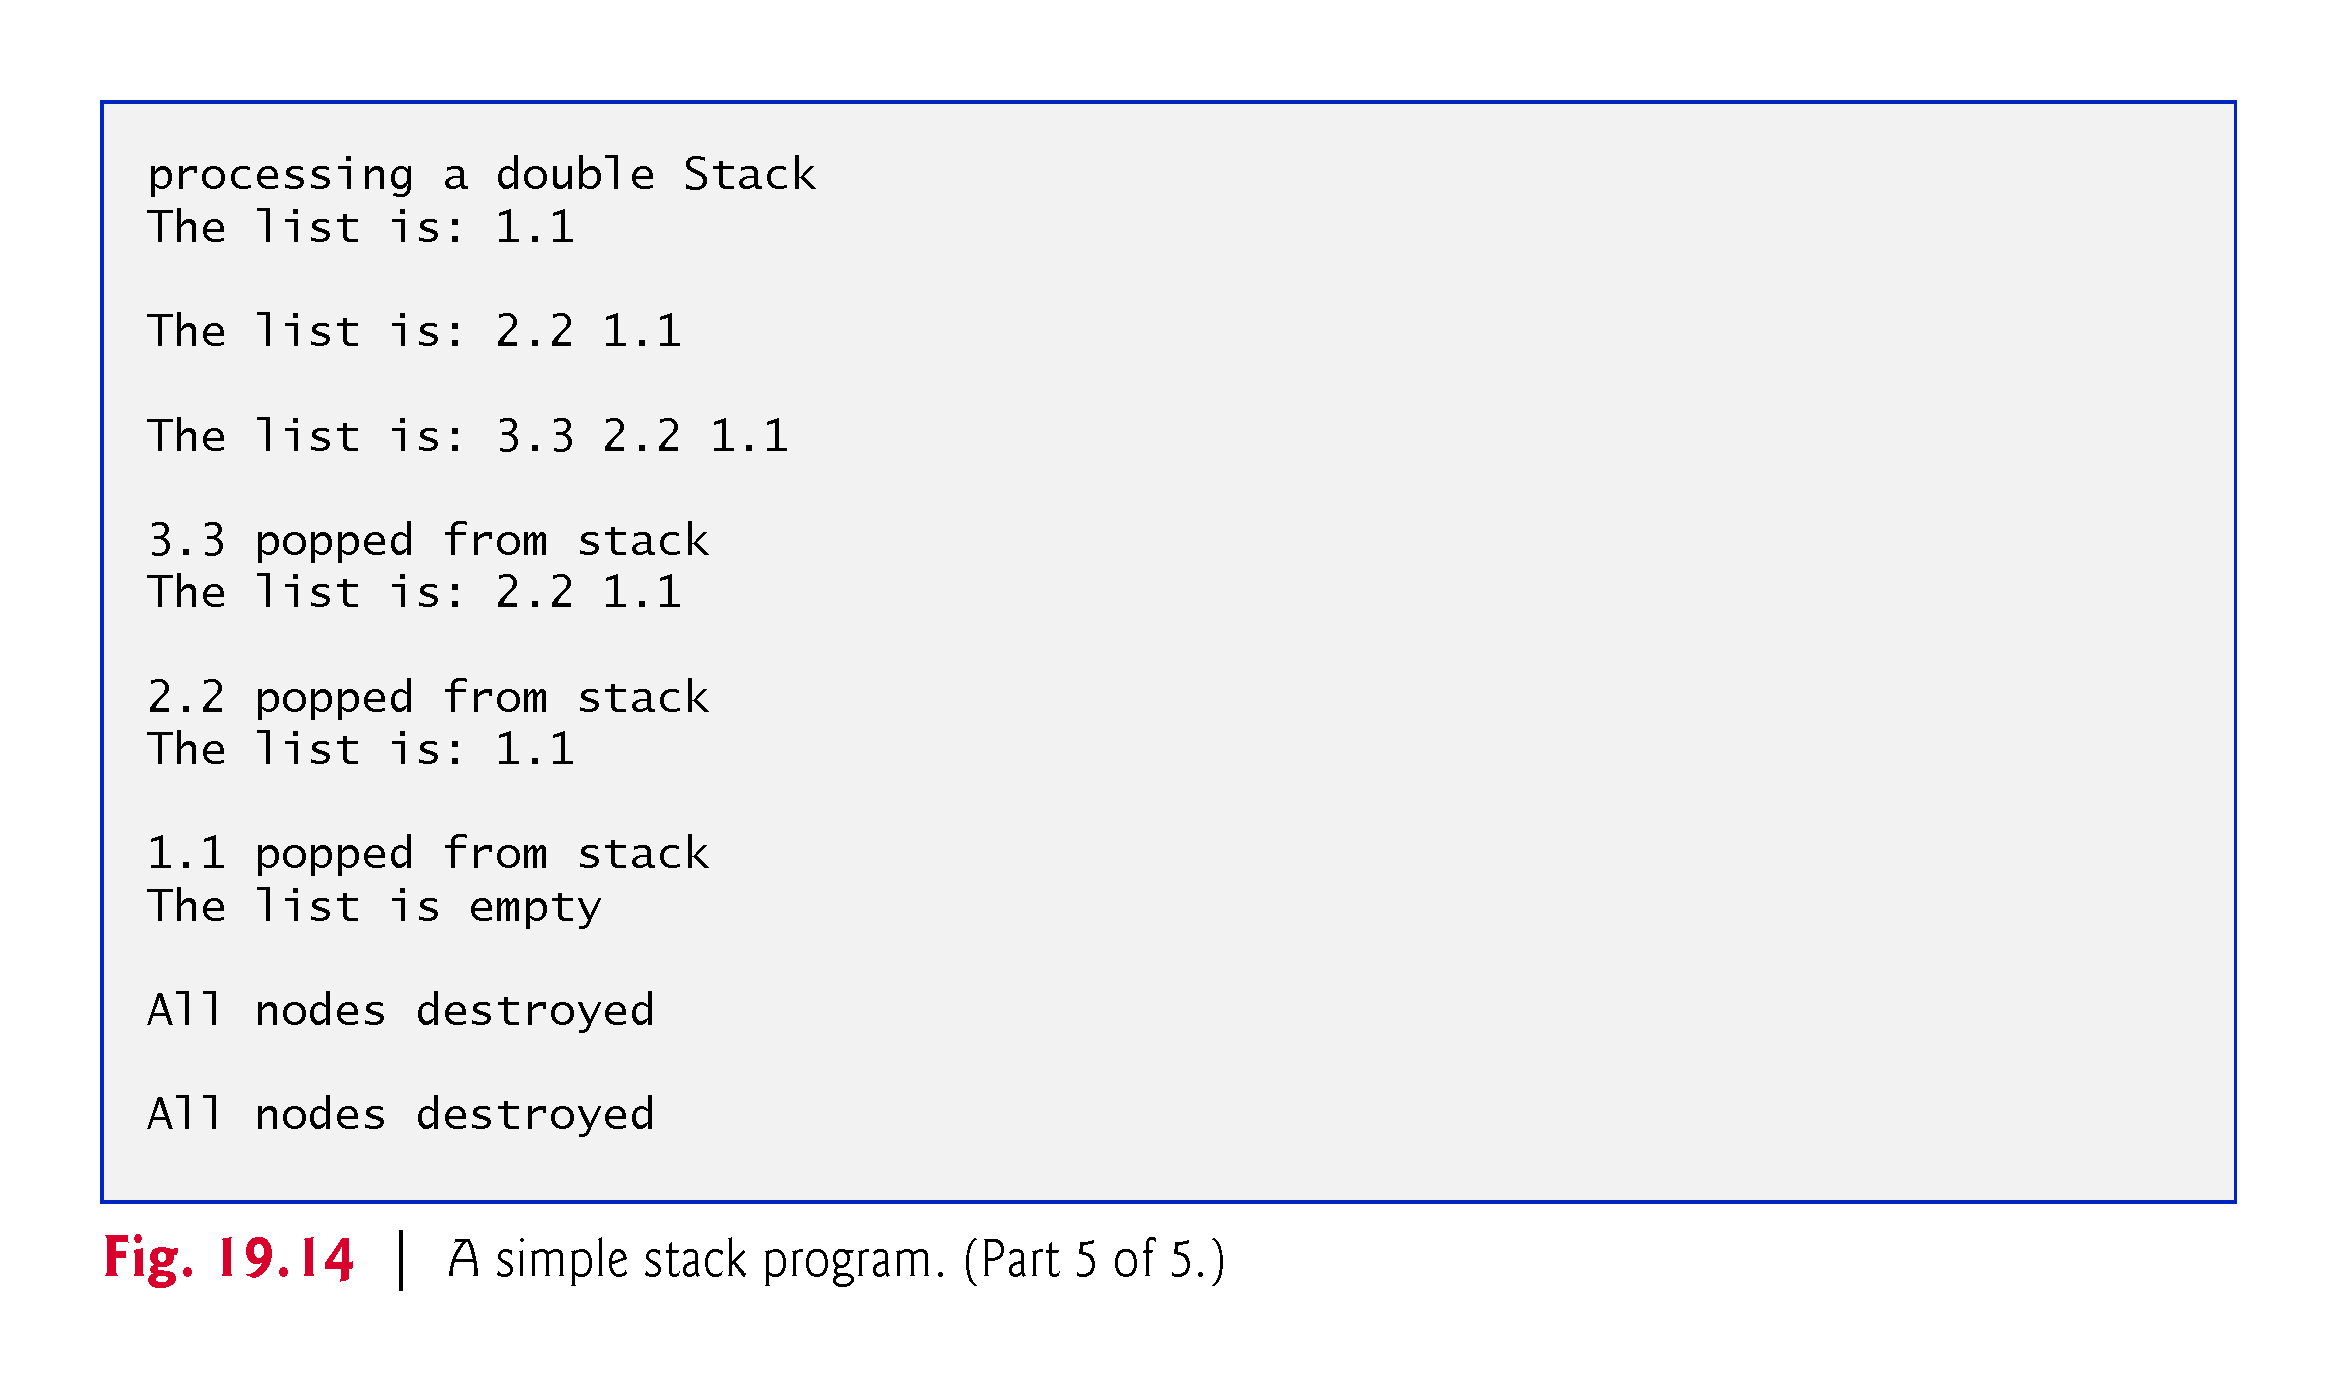 processing a double Stack
The list is: 1.1
The list is: 2.2 1.1
The list is: 3.3 2.2 1.1
3.3 popped from stack
The list is: 2.2 1.1
2.2 popped from stack
The list is: 1.1
1.1 popped from stack
The list is empty
All nodes destroyed
All nodes destroyed
Fig. 19.14 | A simple stack program. (Part 5 of 5.)